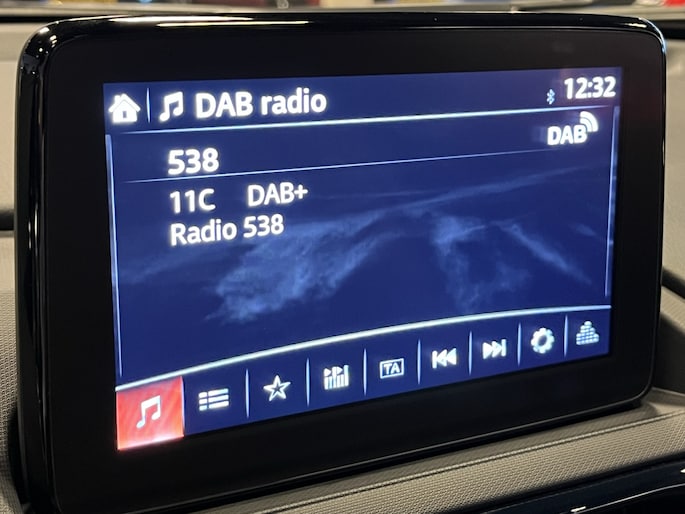 DAB radio 12:32
DAB
538
11C DAB+
Radio 538
TA